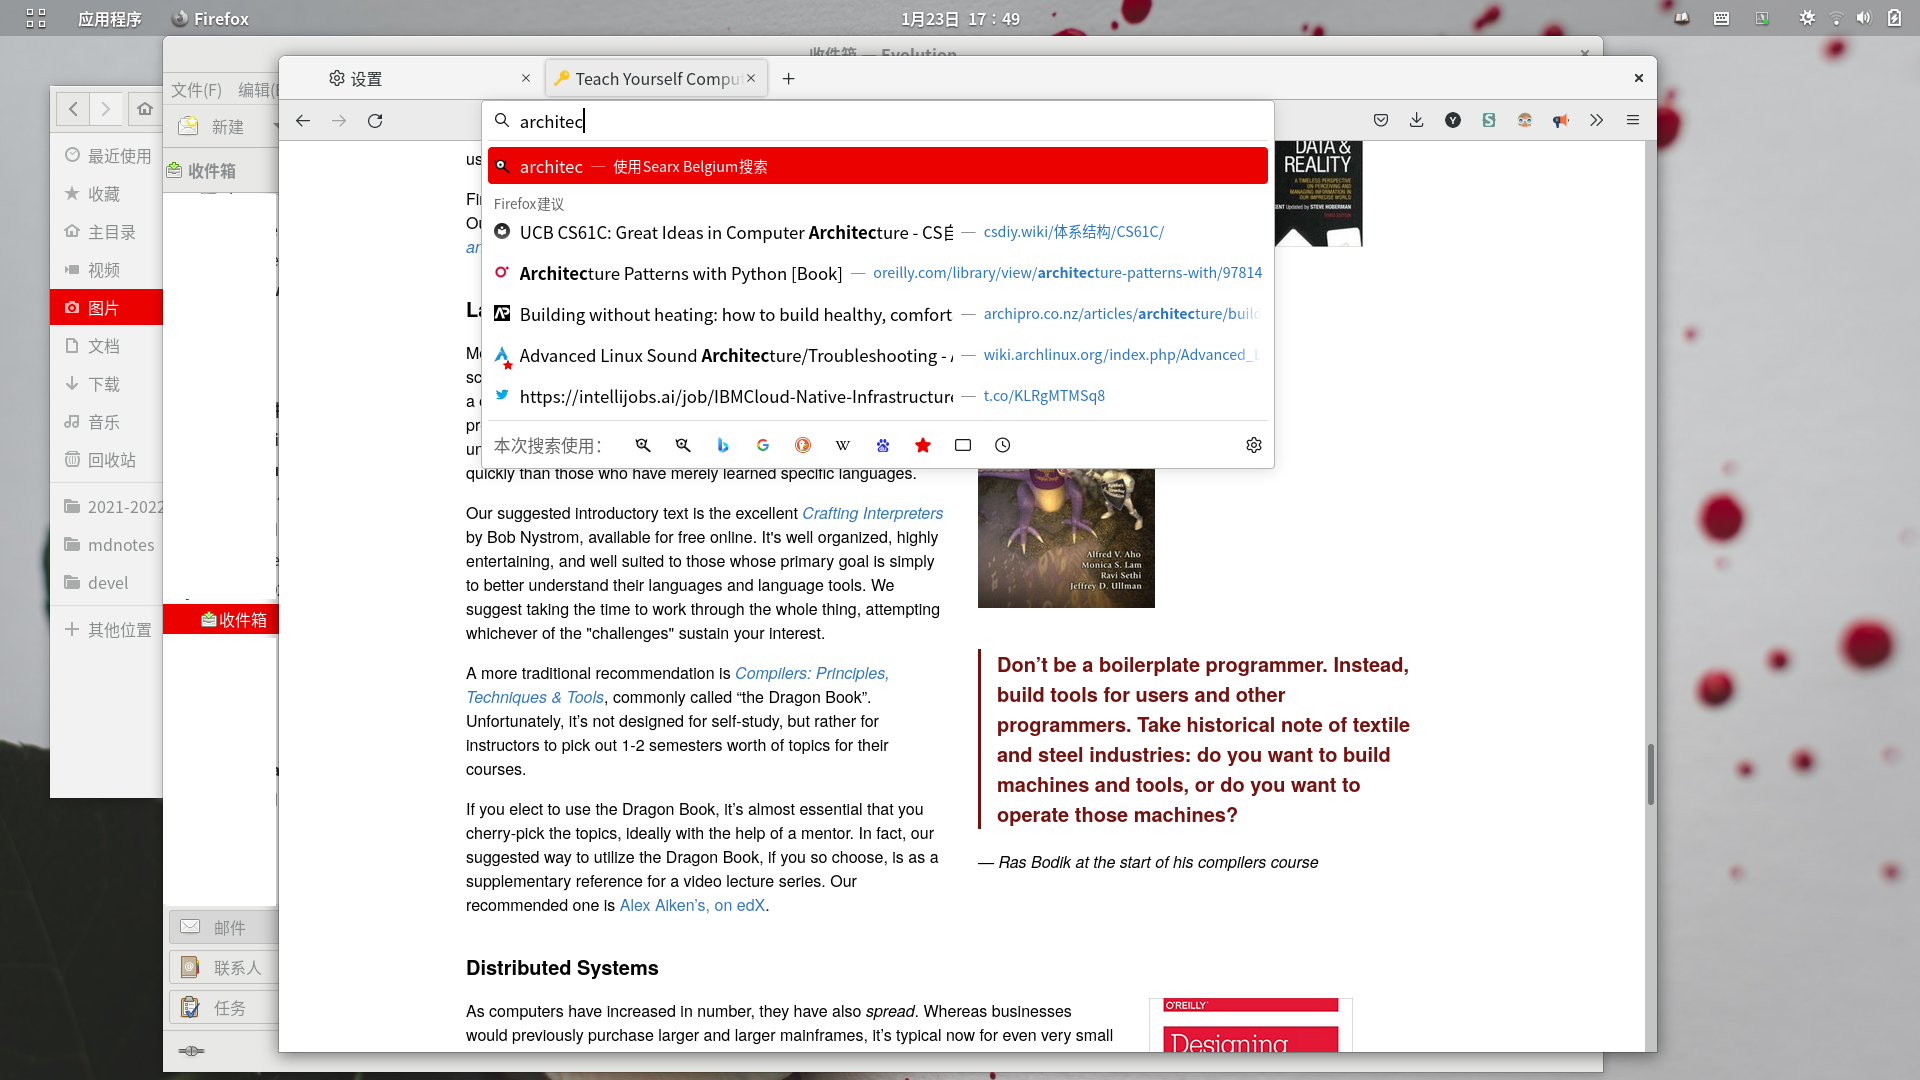 应用程序
Firefox
1月23日 17：49
收件箱 — Evolution
文件(F)
新建
收件箱
收件箱
邮件
联系人
任务
最近使用
收藏
主目录
视频
图片
文档
下载
音乐
回收站
2021-2022
mdnotes
devel
其他位置
设置
Teach Yourself Compu
architec
architec — 使用Searx Belgium搜索
Firefox建议
UCB CS61C: Great Ideas in Computer Architecture - CS自 — csdiy.wiki/体系结构/CS61C/
Architecture Patterns with Python [Book] — oreilly.com/library/view/architecture-patterns-with/97814
Building without heating: how to build healthy, comfort — archipro.co.nz/articles/architecture/build
Advanced Linux Sound Architecture/Troubleshooting - — wiki.archlinux.org/index.php/Advanced_
https://intellijobs.ai/job/IBMCloud-Native-Infrastructure — t.co/KLRgMTMSq8
本次搜索使用：
quickly than those who have merely learned specific languages.
Our suggested introductory text is the excellent Crafting Interpreters
by Bob Nystrom, available for free online. It's well organized, highly
entertaining, and well suited to those whose primary goal is simply
to better understand their languages and language tools. We
suggest taking the time to work through the whole thing, attempting
whichever of the "challenges" sustain your interest.
A more traditional recommendation is Compilers: Principles,
Techniques & Tools, commonly called “the Dragon Book”.
Unfortunately, it’s not designed for self-study, but rather for
instructors to pick out 1-2 semesters worth of topics for their
courses.
If you elect to use the Dragon Book, it’s almost essential that you
cherry-pick the topics, ideally with the help of a mentor. In fact, our
suggested way to utilize the Dragon Book, if you so choose, is as a
supplementary reference for a video lecture series. Our
recommended one is Alex Aiken’s, on edX.
DATA &
REALITY
A TIMELESS PERSPECTIVE
ON PERCEIVING AND
MANAGING INFORMATION IN
OUR IMPRECISE WORLD
Updated by STEVE HOBERMAN
Alfred V. Aho
Monica S. Lam
Ravi Sethi
Jeffrey D. Ullman
Don’t be a boilerplate programmer. Instead,
build tools for users and other
programmers. Take historical note of textile
and steel industries: do you want to build
machines and tools, or do you want to
operate those machines?
— Ras Bodik at the start of his compilers course
Distributed Systems
As computers have increased in number, they have also spread. Whereas businesses
would previously purchase larger and larger mainframes, it’s typical now for even very small
O'REILLY
Designing